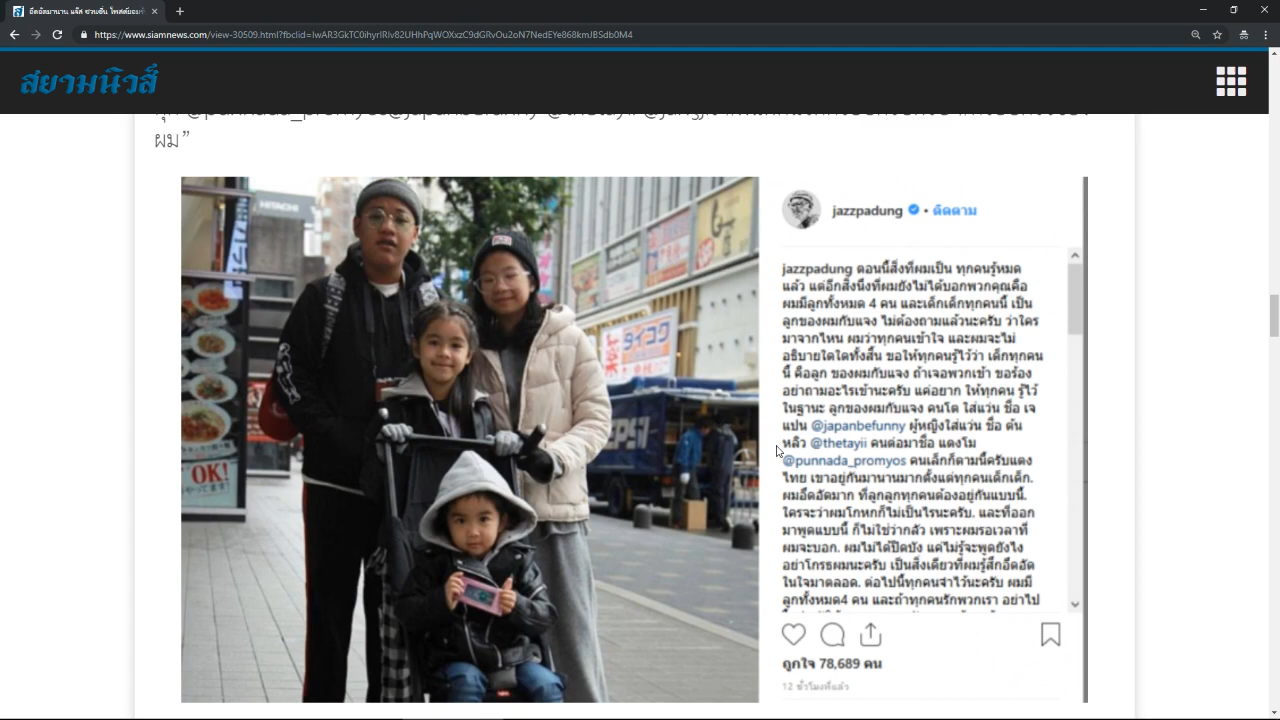 https://www.siamnews.com/view-30509.html?fbclid=IwAR3GkTC0ihyrlRlv82UHhPqWOXxzC9dGRvOu2oN7NedEYe868kmJBSdb0M4
สยามนิวส์
ผม”
HITACHI
タイコク
PEPSI
OK!
jazzpadung • ติดตาม
jazzpadung ตอนนี้สิ่งที่ผมเป็น ทุกคนรู้หมด
แล้ว แต่อีกสิ่งนึงที่ผมยังไม่ได้บอกพวกคุณคือ
ผมมีลูกทั้งหมด 4 คน และเด็กเด็กทุกคนนี้ เป็น
ลูกของผมกับแจง ไม่ต้องถามแล้วนะครับ ว่าใคร
มาจากไหน ผมว่าทุกคนเข้าใจ และผมจะไม่
อธิบายใดใดทั้งสิ้น ขอให้ทุกคนรู้ไว้ว่า เด็กทุกคน
นี้ คือลูก ของผมกับแจง ถ้าเจอพวกเข้า ขอร้อง
อย่าถามอะไรเข้านะครับ แค่อยาก ให้ทุกคน รู้ไว้
ในฐานะ ลูกของผมกับแจง คนโต ใส่แว่น ชื่อ เจ
แปน @japanbefunny ผู้หญิงใส่แว่น ชื่อ ต้น
หลิว @thetayii คนต่อมาชื่อ แตงโม
@punnada_promyos คนเล็กก็ตามนี้ครับแตง
ไทย เขาอยู่กันมานานมากตั้งแต่ทุกคนเด็กเด็ก.
ผมอึดอัดมาก ที่ลูกลูกทุกคนต้องอยู่กันแบบนี้.
ใครจะว่าผมโกหกก็ไม่เป็นไรนะครับ. และที่ออก
มาพูดแบบนี้ ก็ไม่ใช่ว่ากลัว เพราะผมรอเวลาที่
ผมจะบอก. ผมไม่ได้ปิดบัง แค่ไม่รู้จะพูดยังไง
อย่าโกรธผมนะครับ เป็นสิ่งเดียวที่ผมรู้สึกอึดอัด
ในใจมาตลอด. ต่อไปนี้ทุกคนจำไว้นะครับ ผมมี
ลูกทั้งหมด4 คน และถ้าทุกคนรักพวกเรา อย่าไป
ถูกใจ 78,689 คน
12 ชั่วโมงที่แล้ว